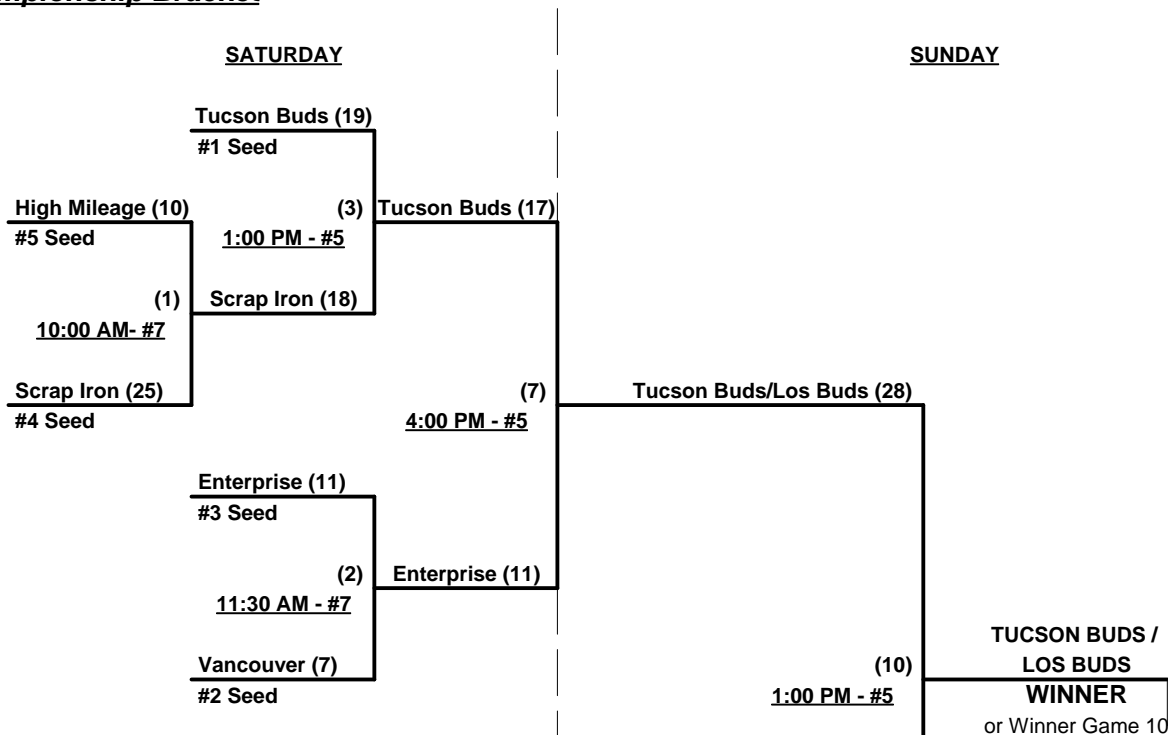 SATURDAY
SUNDAY
Tucson Buds (19)
#1 Seed
High Mileage (10)
(3)
Tucson Buds (17)
#5 Seed
1:00 PM - #5
(1)
Scrap Iron (18)
10:00 AM- #7
Scrap Iron (25)
(7)
Tucson Buds/Los Buds (28)
#4 Seed
4:00 PM - #5
Enterprise (11)
#3 Seed
(2)
Enterprise (11)
11:30 AM - #7
TUCSON BUDS /
Vancouver (7)
(10)
LOS BUDS
#2 Seed
1:00 PM - #5
WINNER
or Winner Game 10